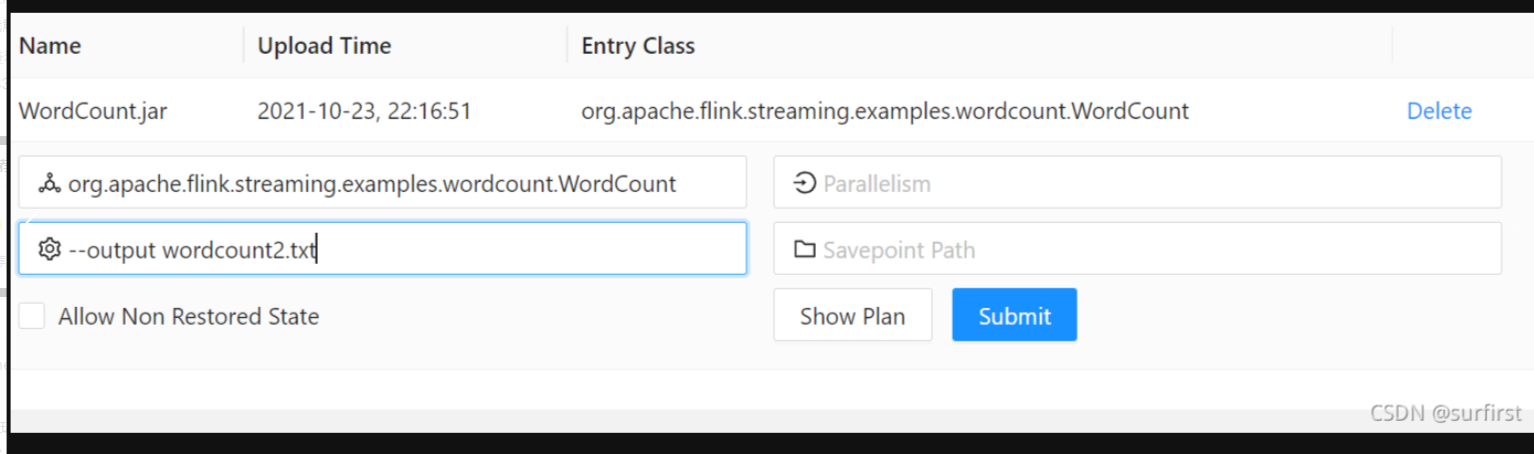 Name Upload Time Entry Class
WordCount.jar 2021-10-23, 22:16:51 org.apache.flink.streaming.examples.wordcount.WordCount Delete
org.apache.flink.streaming.examples.wordcount.WordCount Parallelism
--output wordcount2.txt Savepoint Path
Allow Non Restored State Show Plan Submit
CSDN @surfirst